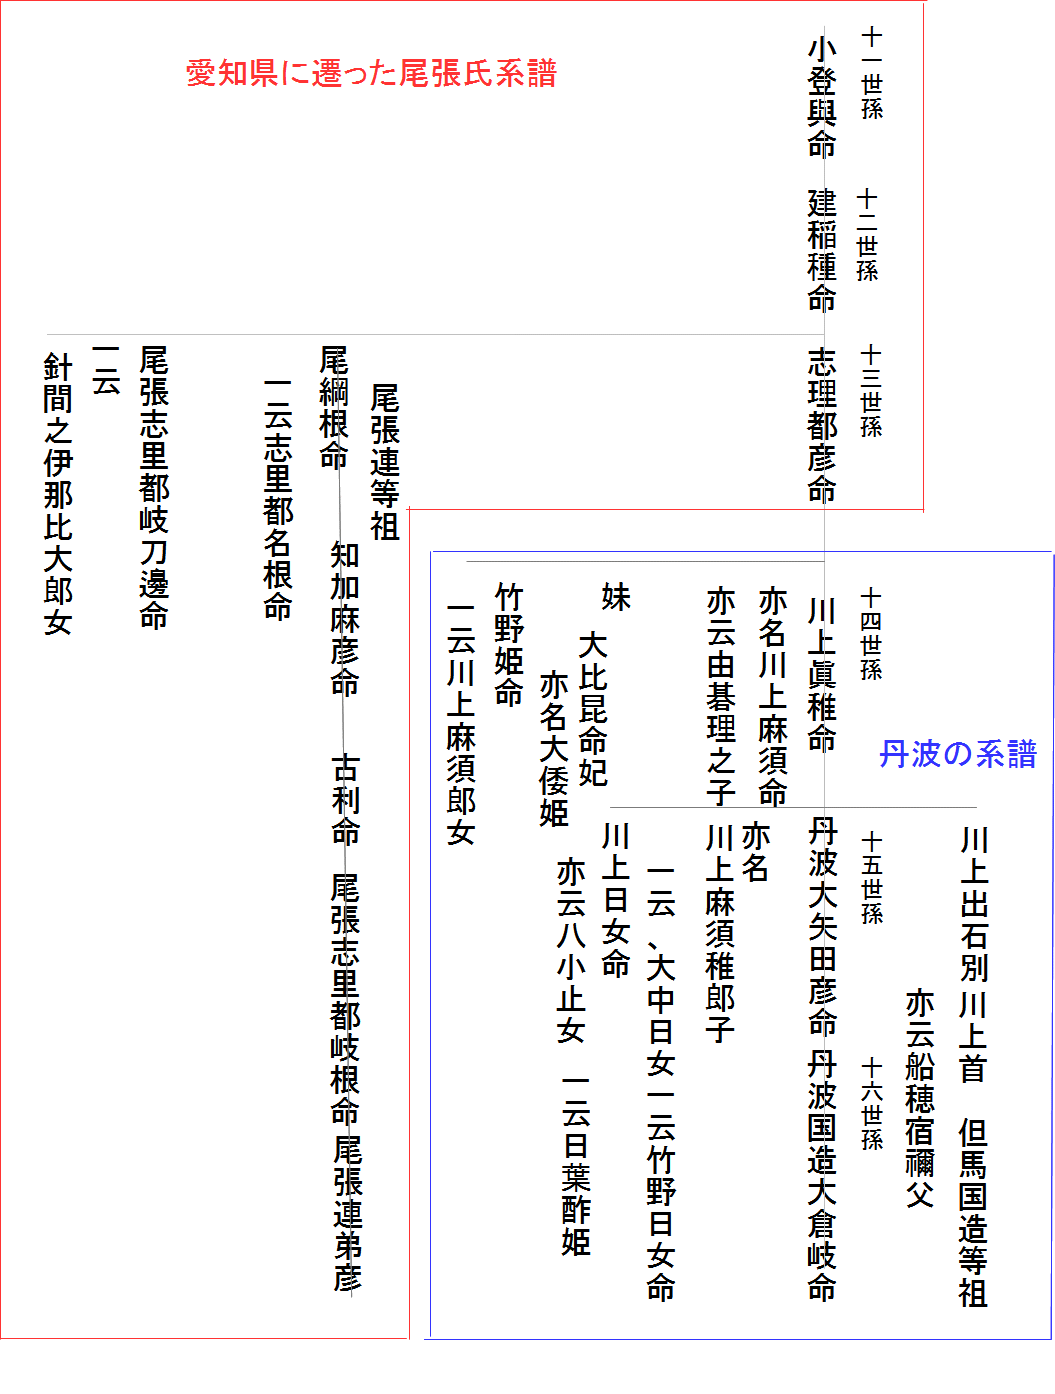 愛知県に遷った尾張氏系譜
十一世孫
小登與命
十二世孫
建稲種命
十三世孫
志理都彦命
尾張連等祖
尾綱根命
一云志里都名根命
尾張志里都岐刀邊命
一云
針間之伊那比大郎女
知加麻彦命
古利命
尾張志里都岐根命
尾張連弟彦
丹波の系譜
十四世孫
川上眞稚命
亦名川上麻須命
亦云由碁理之子
妹
大比昆命妃
亦名大倭姫
竹野姫命
一云川上麻須郎女
川上出石別
川上首　但馬国造等祖
亦云船穂宿禰父
十五世孫
丹波大矢田彦命
亦名
川上麻須稚郎子
一云、大中日女一云竹野日女命
川上日女命
亦云八小止女
一云日葉酢姫
十六世孫
丹波国造大倉岐命